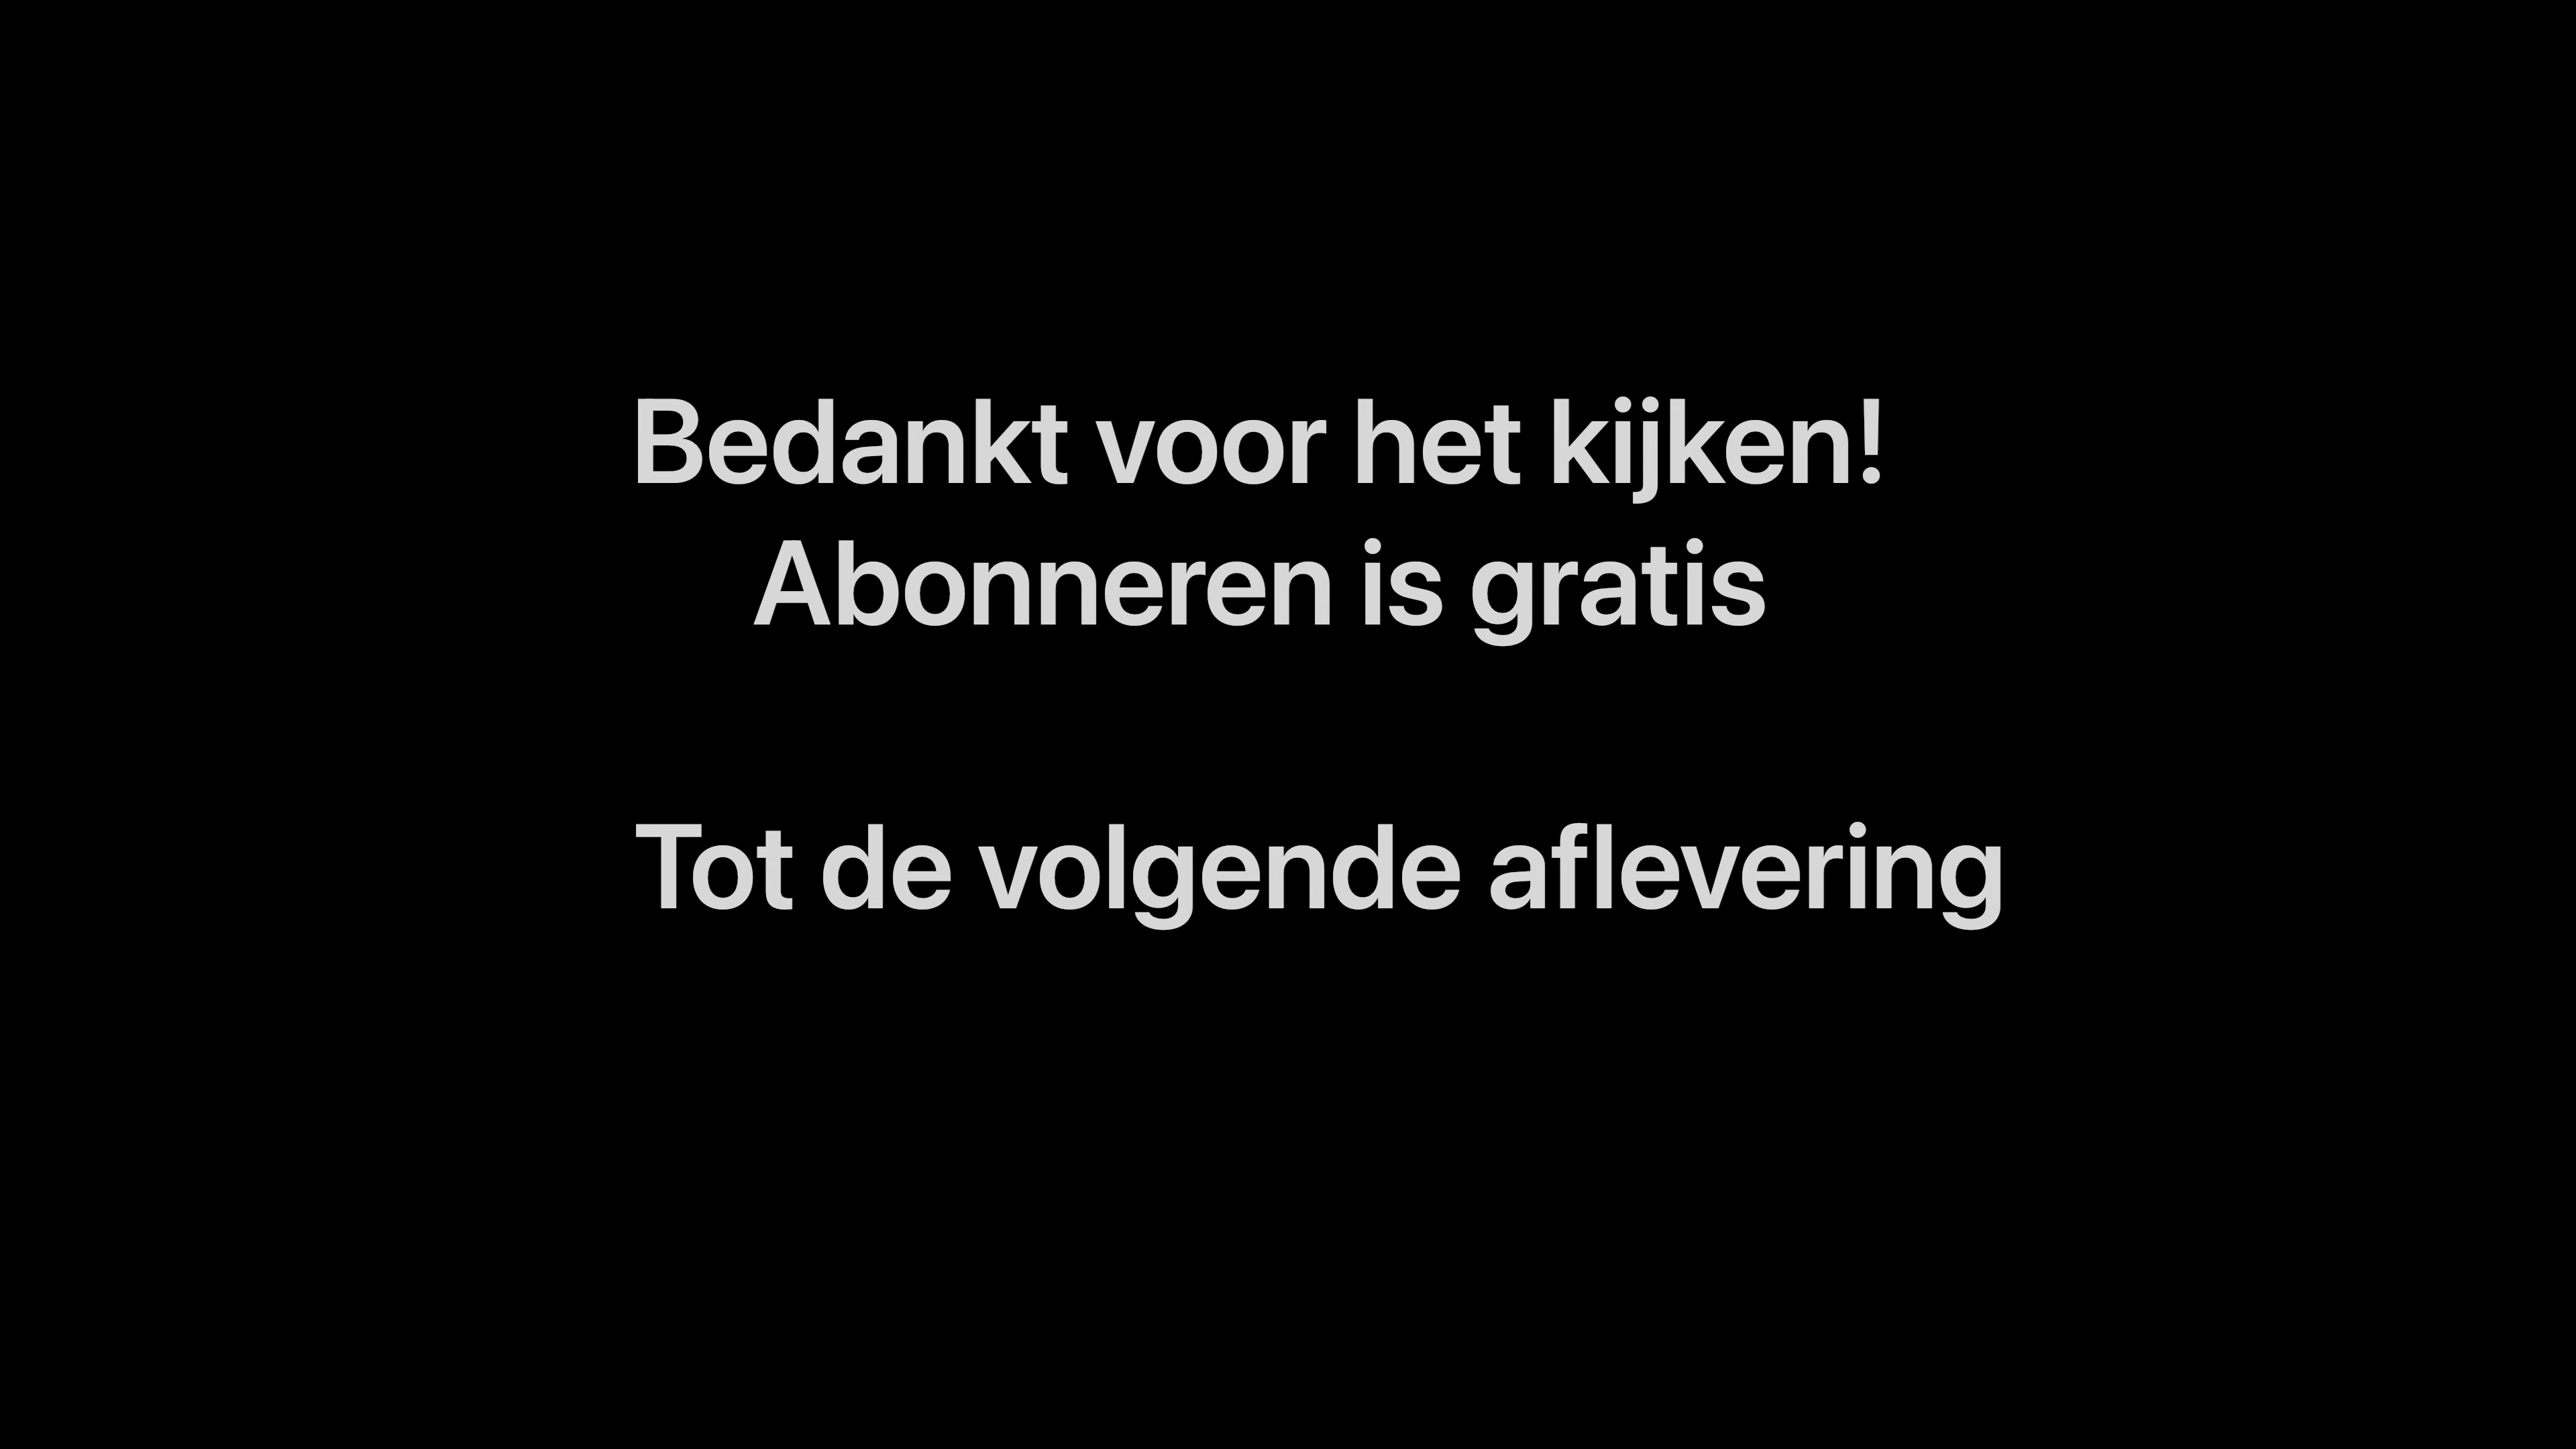 Bedankt voor het kijken!
Abonneren is gratis
Tot de volgende aflevering